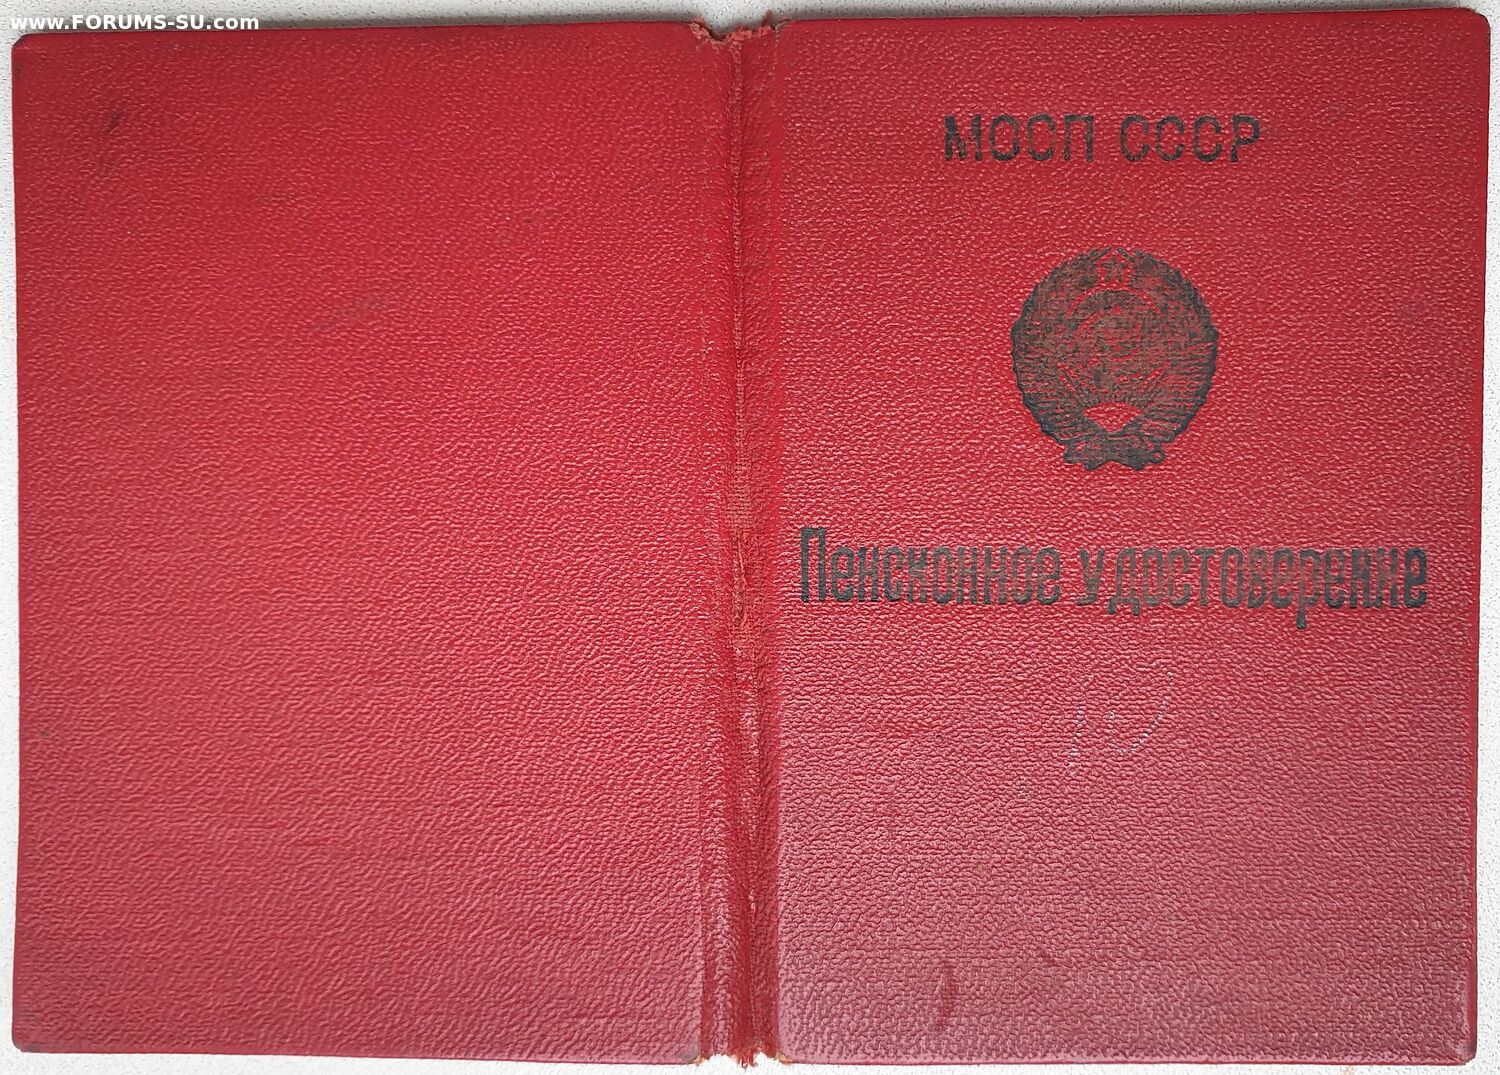 www.FORUMS-SU.com
МОСП СССР
Пенсионное удостоверение
10